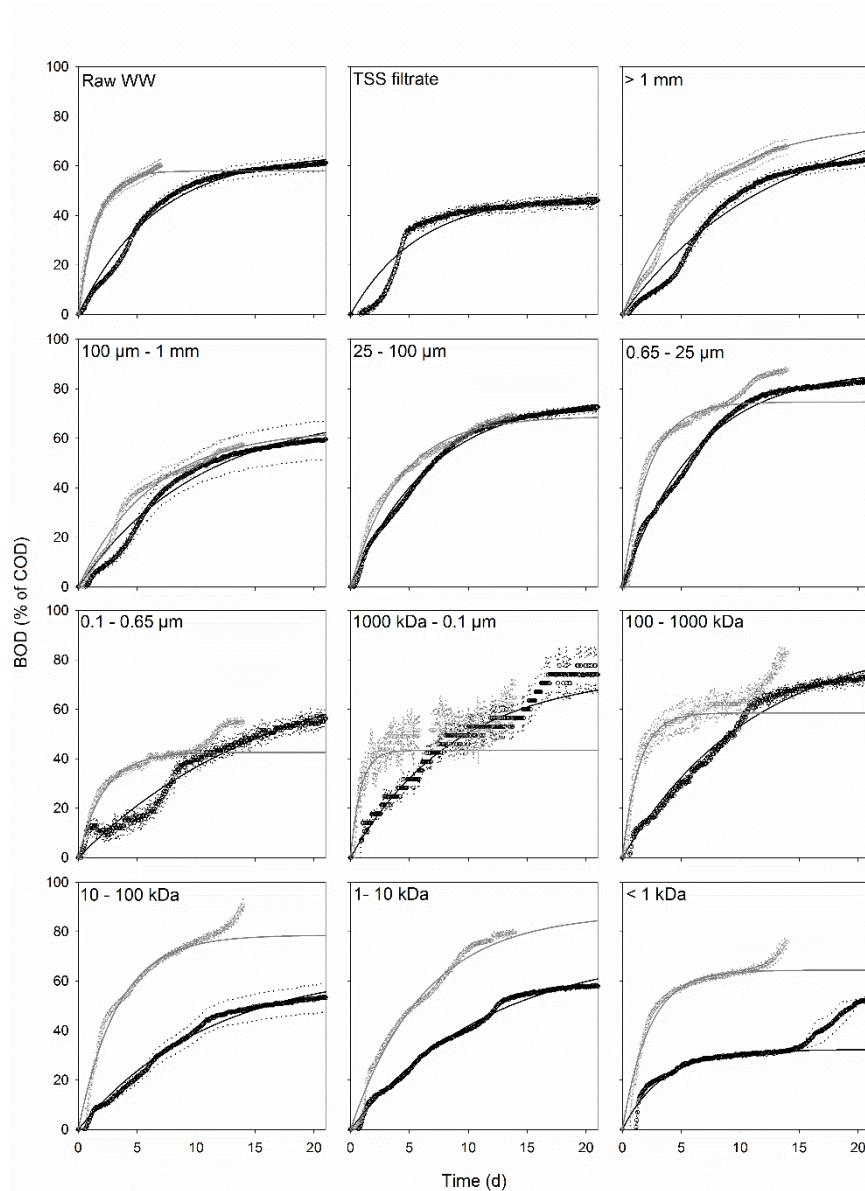 Raw WW
TSS filtrate
> 1 mm
100
80
60
40
20
0
100 µm - 1 mm
25 - 100 µm
0.65 - 25 µm
100
80
60
40
20
0
BOD (% of COD)
0.1 - 0.65 µm
1000 kDa - 0.1 µm
100 - 1000 kDa
100
80
60
40
20
0
10 - 100 kDa
1- 10 kDa
< 1 kDa
100
80
60
40
20
0
0 5 10 15 20 0 5 10 15 20 0 5 10 15 20
Time (d)